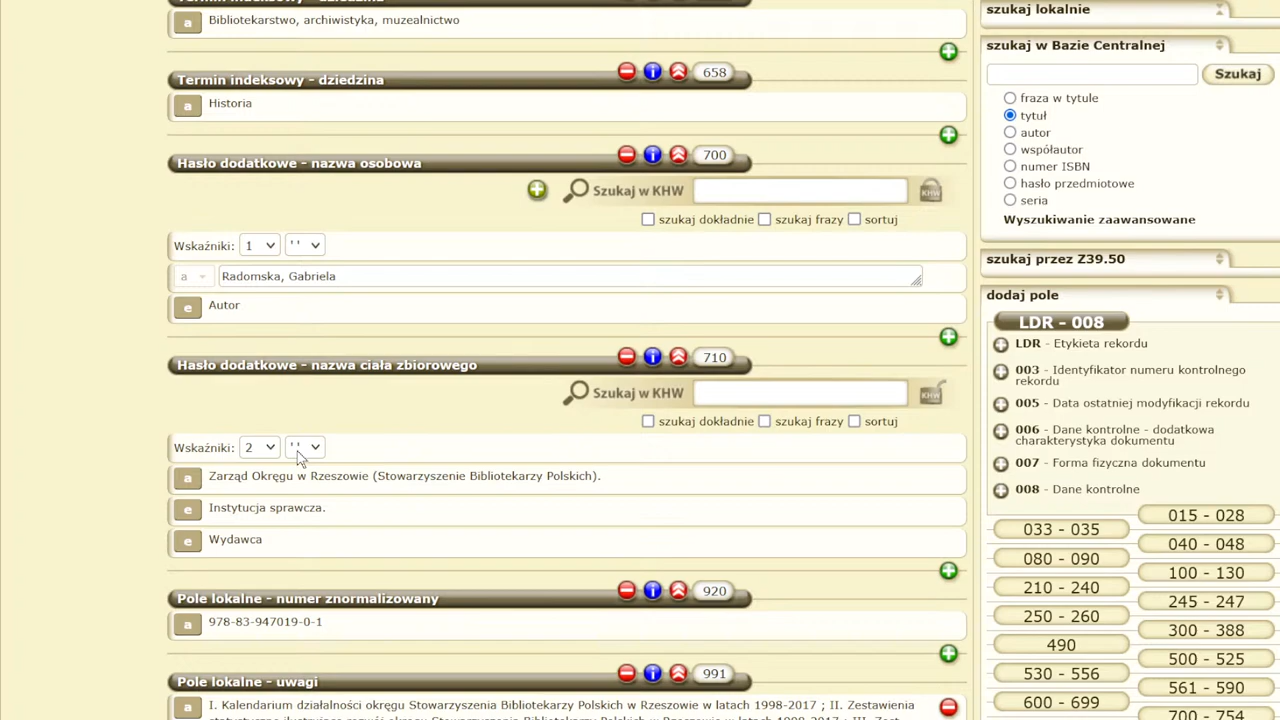 Termin indeksowy - dziedzina
a Bibliotekarstwo, archiwistyka, muzealnictwo
Termin indeksowy - dziedzina 658
a Historia
Hasło dodatkowe - nazwa osobowa 700
Szukaj w KHW KHW
szukaj dokładnie szukaj frazy sortuj
Wskaźniki: 1 ' '
a Radomska, Gabriela
e Autor
Hasło dodatkowe - nazwa ciała zbiorowego 710
Szukaj w KHW KHW
szukaj dokładnie szukaj frazy sortuj
Wskaźniki: 2 ' '
a Zarząd Okręgu w Rzeszowie (Stowarzyszenie Bibliotekarzy Polskich).
e Instytucja sprawcza.
e Wydawca
Pole lokalne - numer znormalizowany 920
a 978-83-947019-0-1
Pole lokalne - uwagi 991
a I. Kalendarium działalności okręgu Stowarzyszenia Bibliotekarzy Polskich w Rzeszowie w latach 1998-2017 ; II. Zestawienia
szukaj lokalnie
szukaj w Bazie Centralnej
Szukaj
fraza w tytule
tytuł
autor
współautor
numer ISBN
hasło przedmiotowe
seria
Wyszukiwanie zaawansowane
szukaj przez Z39.50
dodaj pole
LDR - 008
LDR - Etykieta rekordu
003 - Identyfikator numeru kontrolnego
rekordu
005 - Data ostatniej modyfikacji rekordu
006 - Dane kontrolne - dodatkowa
charakterystyka dokumentu
007 - Forma fizyczna dokumentu
008 - Dane kontrolne
015 - 028
033 - 035
040 - 048
080 - 090
100 - 130
210 - 240
245 - 247
250 - 260
300 - 388
490
500 - 525
530 - 556
561 - 590
600 - 699
700 - 754